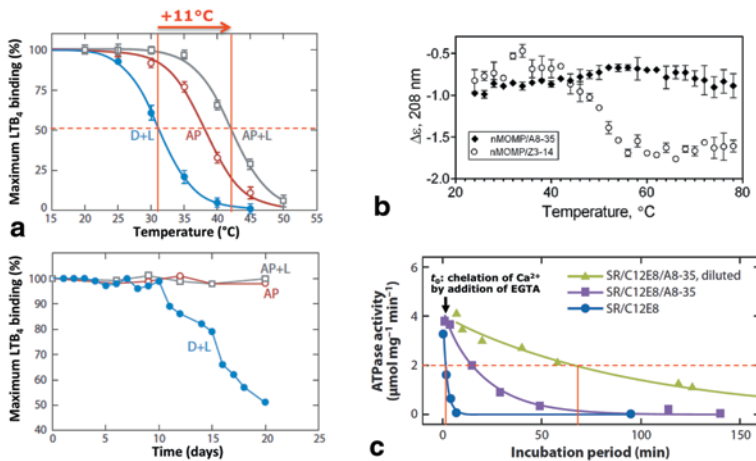 +11°C
Maximum LTB₄ binding (%)
100
75
50
25
0
D+L
AP
AP+L
15 20 25 30 35 40 45 50 55
Temperature (°C)
a
Δε, 208 nm
-0.5
-1.0
-1.5
-2.0
nMOMP/A8-35
nMOMP/Z3-14
20 40 60 80
Temperature, °C
b
Maximum LTB₄ binding (%)
100
90
80
70
60
50
40
AP+L
AP
D+L
0 5 10 15 20 25
Time (days)
ATPase activity
(μmol mg⁻¹ min⁻¹)
6
4
2
0
t₀: chelation of Ca²⁺
by addition of EGTA
SR/C12E8/A8-35, diluted
SR/C12E8/A8-35
SR/C12E8
0 50 100 150
Incubation period (min)
c